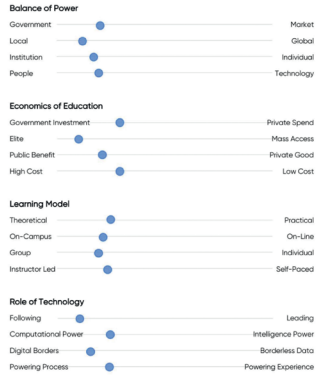 Balance of Power
Government Market
Local Global
Institution Individual
People Technology
Economics of Education
Government Investment Private Spend
Elite Mass Access
Public Benefit Private Good
High Cost Low Cost
Learning Model
Theoretical Practical
On-Campus On-Line
Group Individual
Instructor Led Self-Paced
Role of Technology
Following Leading
Computational Power Intelligence Power
Digital Borders Borderless Data
Powering Process Powering Experience